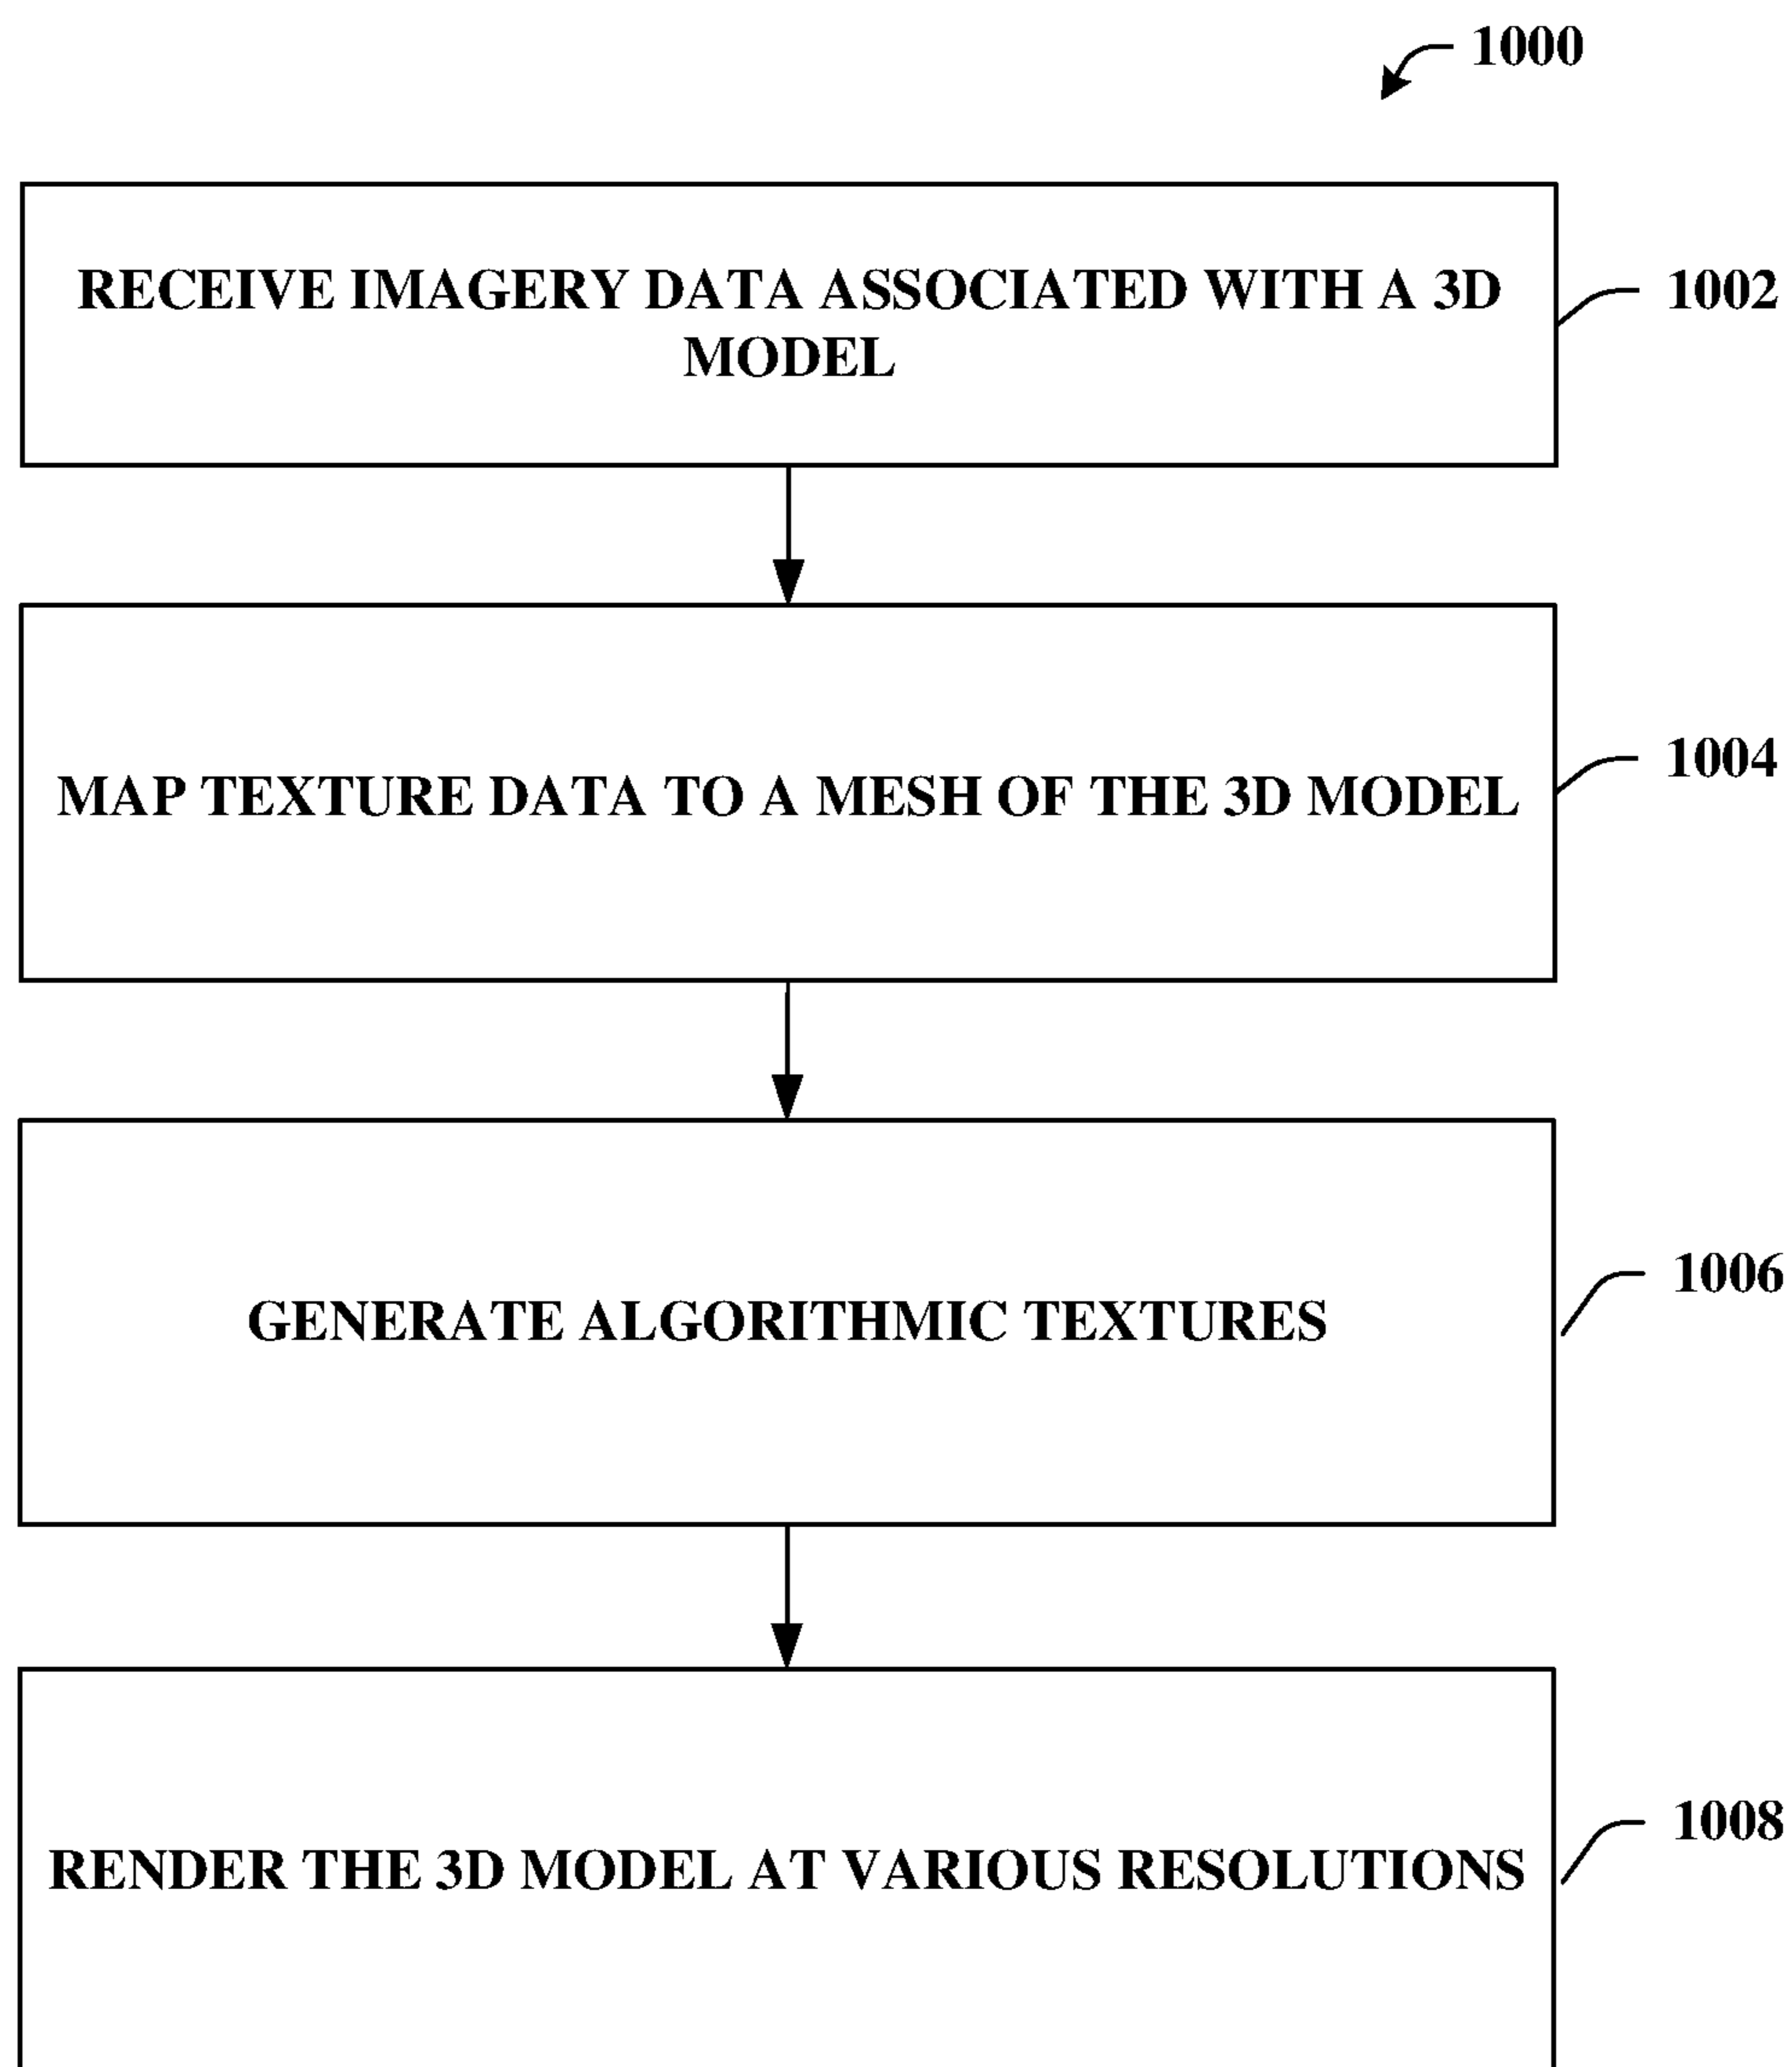 1000
RECEIVE IMAGERY DATA ASSOCIATED WITH A 3D
MODEL
1002
MAP TEXTURE DATA TO A MESH OF THE 3D MODEL
1004
GENERATE ALGORITHMIC TEXTURES
1006
RENDER THE 3D MODEL AT VARIOUS RESOLUTIONS
1008